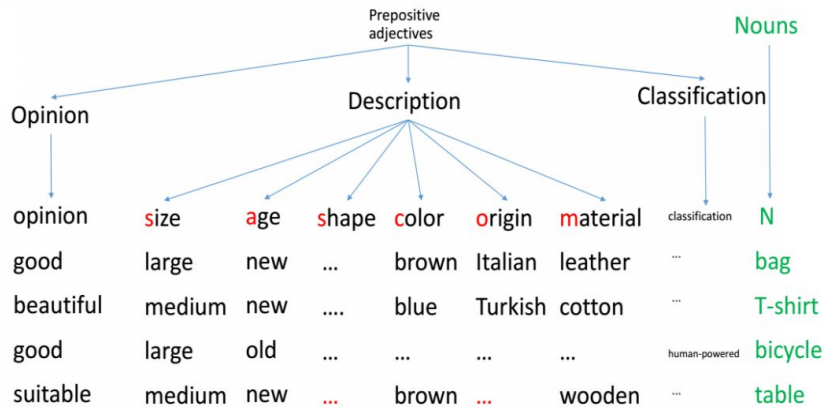 Prepositive
adjectives
Nouns
Opinion Description Classification
opinion size age shape color origin material classification N
good large new ... brown Italian leather ... bag
beautiful medium new .... blue Turkish cotton ... T-shirt
good large old ... ... ... ... human-powered bicycle
suitable medium new ... brown ... wooden ... table